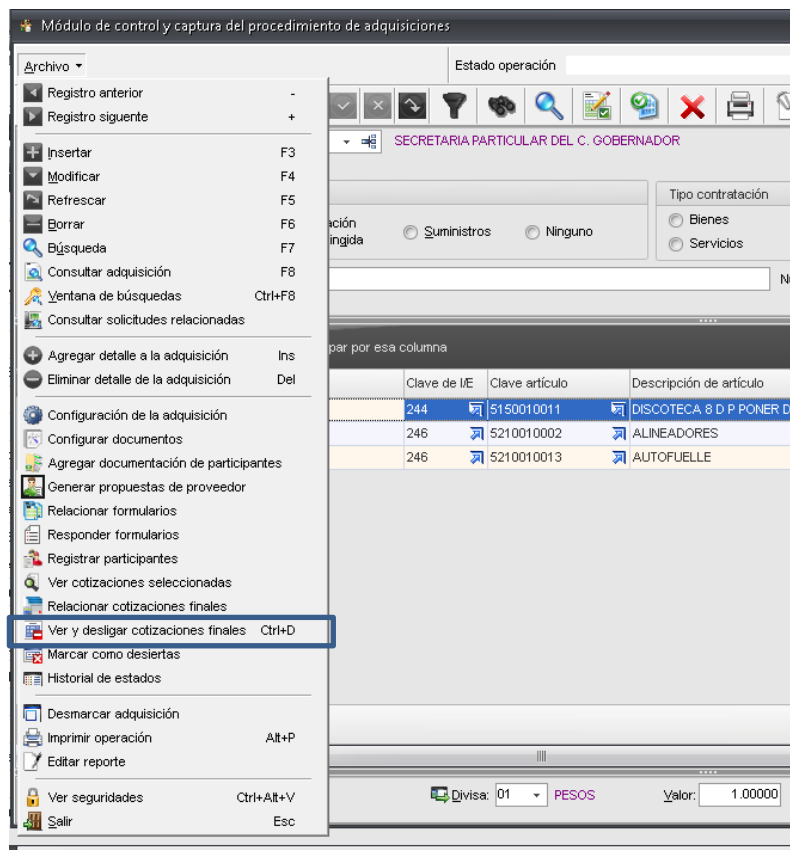 Módulo de control y captura del procedimiento de adquisiciones
Archivo
Estado operación
Registro anterior -
Registro siguente +
SECRETARIA PARTICULAR DEL C. GOBERNADOR
Insertar F3
Modificar F4
Refrescar F5
Borrar F6
Búsqueda F7
Consultar adquisición F8
Ventana de búsquedas Ctrl+F8
Consultar solicitudes relacionadas
Tipo contratación
Bienes
Servicios
Suministros
Ninguno
par por esa columna
Agregar detalle a la adquisición Ins
Eliminar detalle de la adquisición Del
Clave de I/E Clave artículo Descripción de artículo
244 5150010011 DISCOTECA 8 D P PONER D
246 5210010002 ALINEADORES
246 5210010013 AUTOFUELLE
Configuración de la adquisición
Configurar documentos
Agregar documentación de participantes
Generar propuestas de proveedor
Relacionar formularios
Responder formularios
Registrar participantes
Ver cotizaciones seleccionadas
Relacionar cotizaciones finales
Ver y desligar cotizaciones finales Ctrl+D
Marcar como desiertas
Historial de estados
Desmarcar adquisición
Imprimir operación Alt+P
Editar reporte
Ver seguridades Ctrl+Alt+V
Salir Esc
Divisa: 01 PESOS Valor: 1.00000